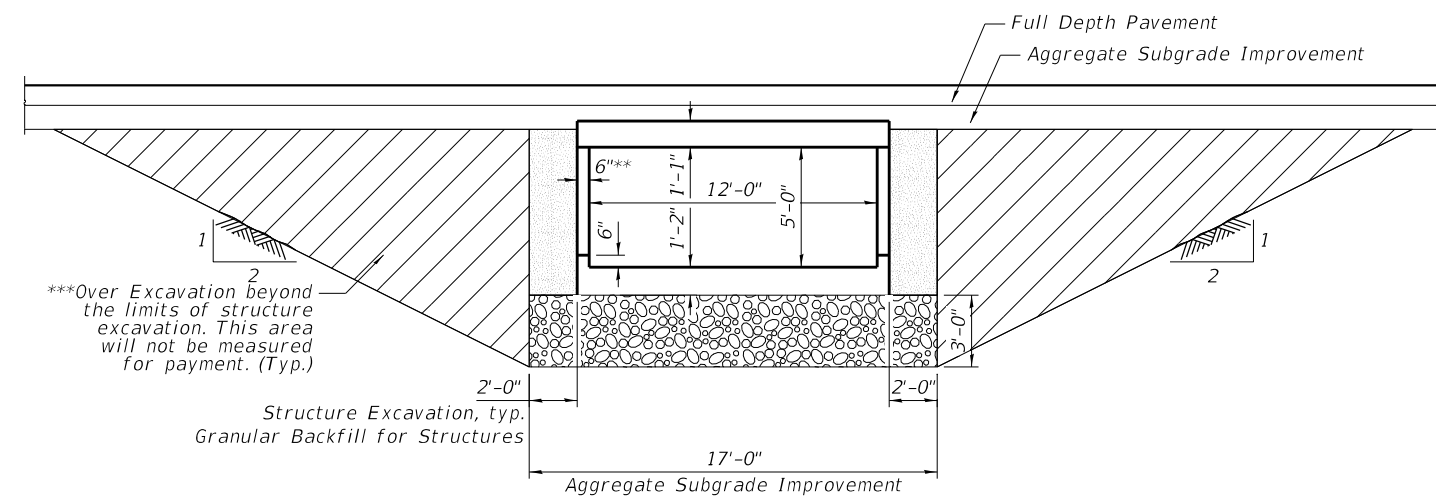 Full Depth Pavement
Aggregate Subgrade Improvement
6"**
1'-1"
12'-0"
5'-0"
6"
1'-2"
1
2
1
2
***Over Excavation beyond
the limits of structure
excavation. This area
will not be measured
for payment. (Typ.)
3'-0"
2'-0"
2'-0"
Structure Excavation, typ.
Granular Backfill for Structures
17'-0"
Aggregate Subgrade Improvement